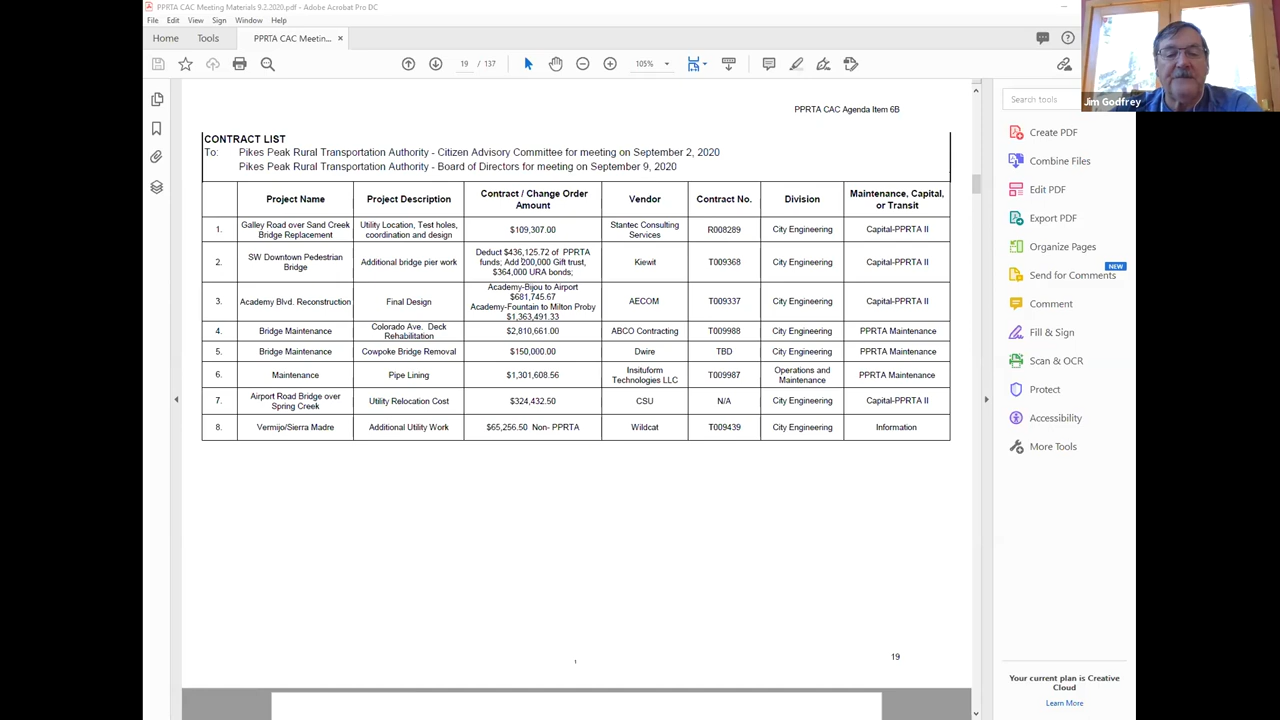 PPRTA CAC Meeting Materials 9.2.2020.pdf - Adobe Acrobat Pro DC
File Edit View Sign Window Help
Home Tools PPRTA CAC Meetin... ×
19 / 137 105%
Jim Godfrey
PPRTA CAC Agenda Item 6B
CONTRACT LIST
To: Pikes Peak Rural Transportation Authority - Citizen Advisory Committee for meeting on September 2, 2020
Pikes Peak Rural Transportation Authority - Board of Directors for meeting on September 9, 2020
Project Name Project Description Contract / Change Order Amount Vendor Contract No. Division Maintenance, Capital, or Transit
1. Galley Road over Sand Creek Bridge Replacement Utility Location, Test holes, coordination and design $109,307.00 Stantec Consulting Services R008289 City Engineering Capital-PPRTA II
2. SW Downtown Pedestrian Bridge Additional bridge pier work Deduct $436,125.72 of PPRTA funds; Add 200,000 Gift trust, $364,000 URA bonds; Kiewit T009368 City Engineering Capital-PPRTA II
3. Academy Blvd. Reconstruction Final Design Academy-Bijou to Airport $681,745.67 Academy-Fountain to Milton Proby $1,363,491.33 AECOM T009337 City Engineering Capital-PPRTA II
4. Bridge Maintenance Colorado Ave. Deck Rehabilitation $2,810,661.00 ABCO Contracting T009988 City Engineering PPRTA Maintenance
5. Bridge Maintenance Cowpoke Bridge Removal $150,000.00 Dwire TBD City Engineering PPRTA Maintenance
6. Maintenance Pipe Lining $1,301,608.56 Insituform Technologies LLC T009987 Operations and Maintenance PPRTA Maintenance
7. Airport Road Bridge over Spring Creek Utility Relocation Cost $324,432.50 CSU N/A City Engineering Capital-PPRTA II
8. Vermijo/Sierra Madre Additional Utility Work $65,256.50 Non- PPRTA Wildcat T009439 City Engineering Information
1
19
Search tools
Create PDF
Combine Files
Edit PDF
Export PDF
Organize Pages
NEW
Send for Comments
Comment
Fill & Sign
Scan & OCR
Protect
Accessibility
More Tools
Your current plan is Creative
Cloud
Learn More